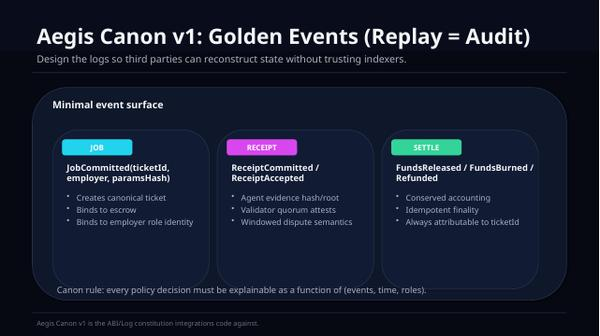 Aegis Canon v1: Golden Events (Replay = Audit)
Design the logs so third parties can reconstruct state without trusting indexers.
Minimal event surface
JOB
JobCommitted(ticketId,
employer, paramsHash)
• Creates canonical ticket
• Binds to escrow
• Binds to employer role identity
RECEIPT
ReceiptCommitted /
ReceiptAccepted
• Agent evidence hash/root
• Validator quorum attests
• Windowed dispute semantics
SETTLE
FundsReleased / FundsBurned /
Refunded
• Conserved accounting
• Idempotent finality
• Always attributable to ticketId
Canon rule: every policy decision must be explainable as a function of (events, time, roles).
Aegis Canon v1 is the ABI/Log constitution integrations code against.